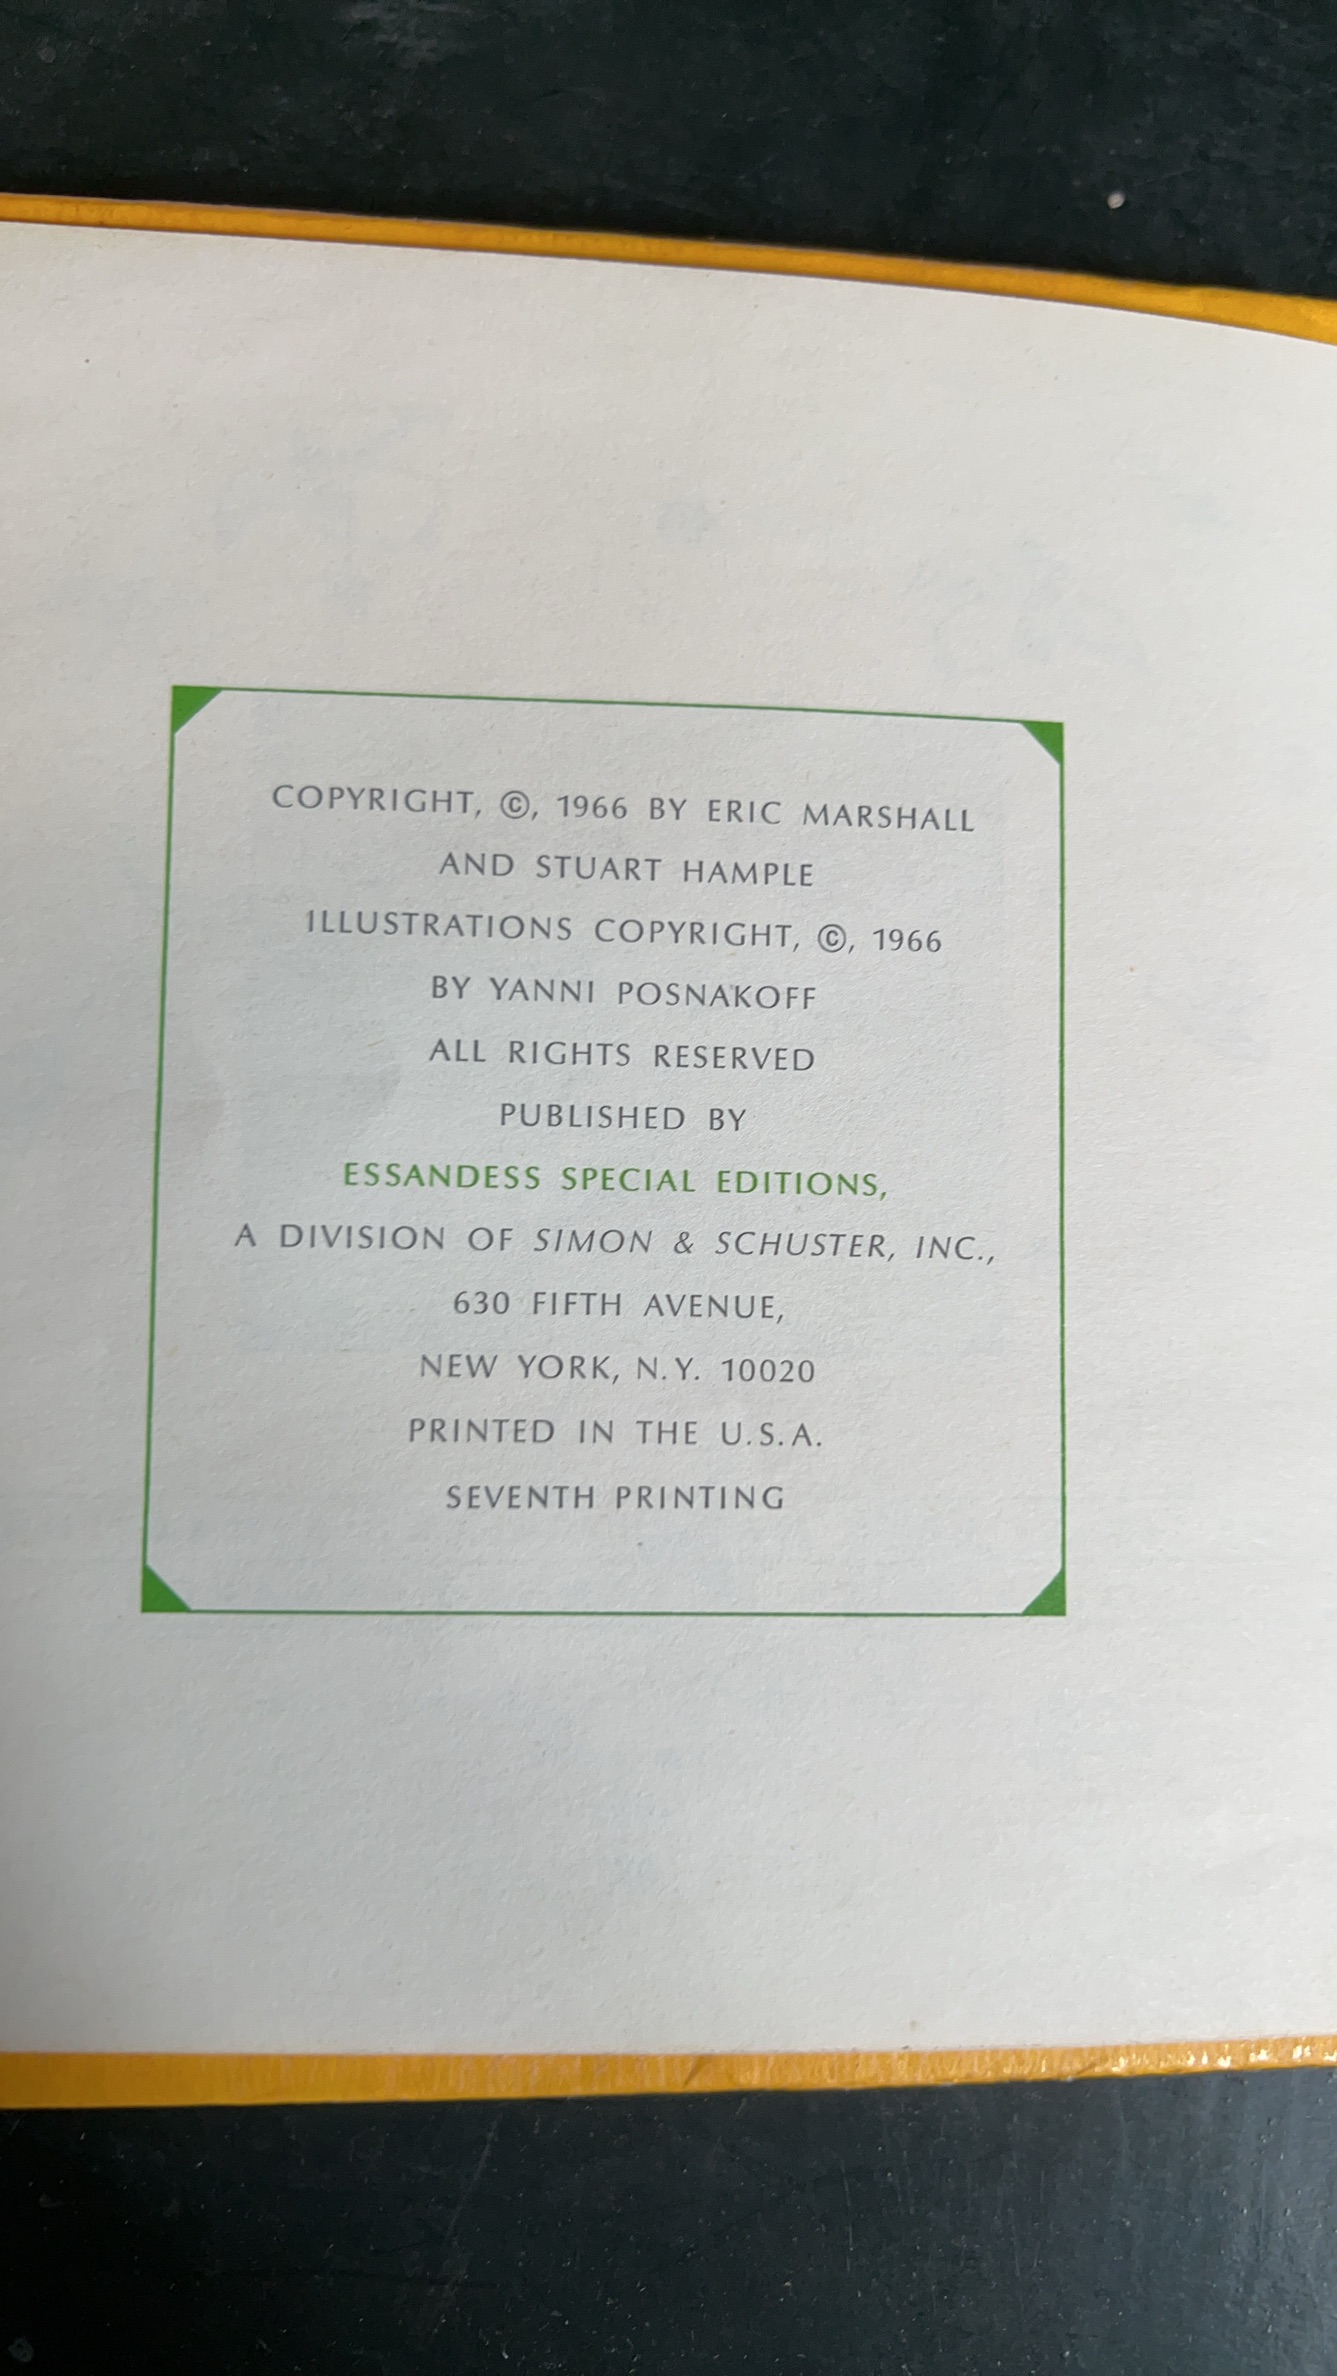 COPYRIGHT, ©, 1966 BY ERIC MARSHALL
AND STUART HAMPLE
ILLUSTRATIONS COPYRIGHT, ©, 1966
BY YANNI POSNAKOFF
ALL RIGHTS RESERVED
PUBLISHED BY
ESSANDESS SPECIAL EDITIONS,
A DIVISION OF SIMON & SCHUSTER, INC.,
630 FIFTH AVENUE,
NEW YORK, N.Y. 10020
PRINTED IN THE U.S.A.
SEVENTH PRINTING